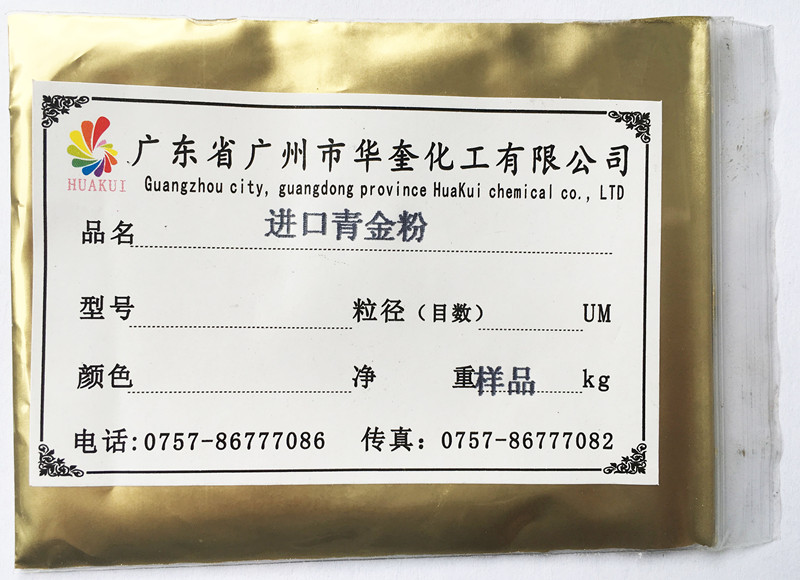 广东省广州市华奎化工有限公司
HUAKUI
Guangzhou city, guangdong province HuaKui chemical co., LTD
品名 进口青金粉
型号 粒径（目数） UM
颜色 净 重 样品 kg
电话:0757-86777086 传真：0757-86777082